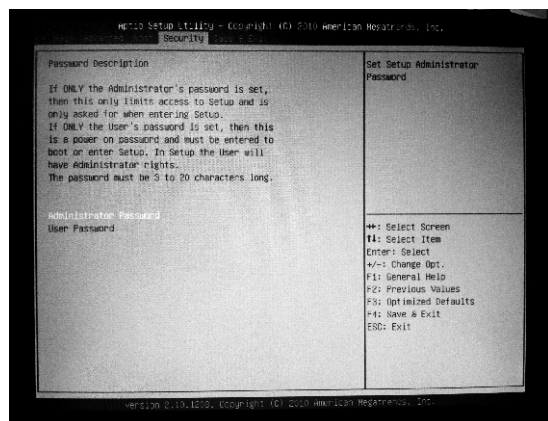 Aptio Setup Utility - Copyright (C) 2010 American Megatrends, Inc.
Main Advanced Boot Security Save & Exit
Password Description
If ONLY the Administrator's password is set,
then this only limits access to Setup and is
only asked for when entering Setup.
If ONLY the User's password is set, then this
is a power on password and must be entered to
boot or enter Setup. In Setup the User will
have Administrator rights.
The password must be 3 to 20 characters long.
Administrator Password
User Password
Set Setup Administrator
Password
→←: Select Screen
↑↓: Select Item
Enter: Select
+/-: Change Opt.
F1: General Help
F2: Previous Values
F3: Optimized Defaults
F4: Save & Exit
ESC: Exit
Version 2.10.1208. Copyright (C) 2010 American Megatrends, Inc.